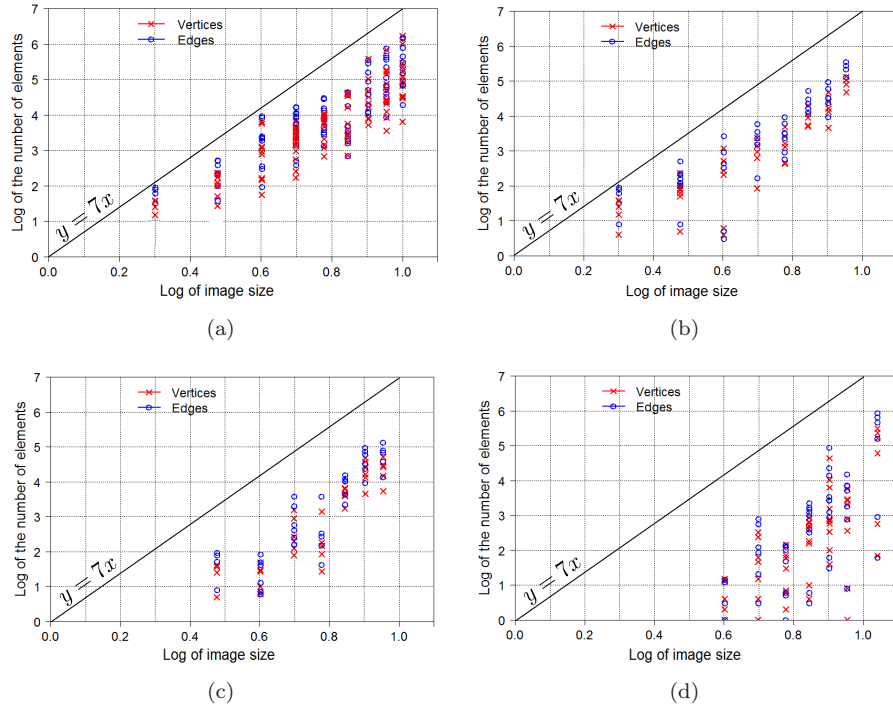 7
6
5
4
3
2
1
0
Log of the number of elements
Vertices
Edges
y = 7x
0.0 0.2 0.4 0.6 0.8 1.0
Log of image size
(a)
7
6
5
4
3
2
1
0
Log of the number of elements
Vertices
Edges
y = 7x
0.0 0.2 0.4 0.6 0.8 1.0
Log of image size
(b)
7
6
5
4
3
2
1
0
Log of the number of elements
Vertices
Edges
y = 7x
0.0 0.2 0.4 0.6 0.8 1.0
Log of image size
(c)
7
6
5
4
3
2
1
0
Log of the number of elements
Vertices
Edges
y = 7x
0.0 0.2 0.4 0.6 0.8 1.0
Log of image size
(d)